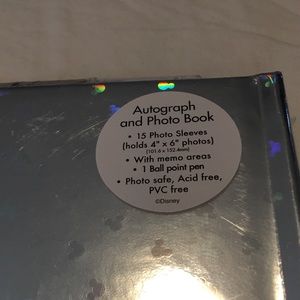 Autograph
and Photo Book
• 15 Photo Sleeves
(holds 4" x 6" photos)
(101.6 x 152.4mm)
• With memo areas
• 1 Ball point pen
• Photo safe, Acid free,
PVC free
©Disney